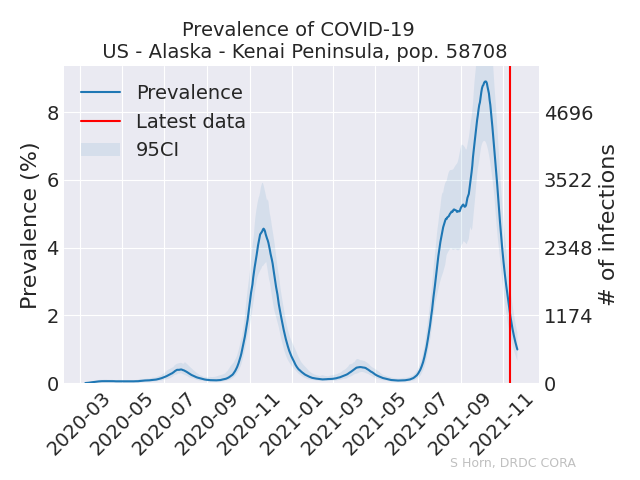 Prevalence of COVID-19
US - Alaska - Kenai Peninsula, pop. 58708
Prevalence
Latest data
95CI
Prevalence (%)
8
6
4
2
0
4696
3522
2348
1174
0
# of infections
2020-03
2020-05
2020-07
2020-09
2020-11
2021-01
2021-03
2021-05
2021-07
2021-09
2021-11
S Horn, DRDC CORA